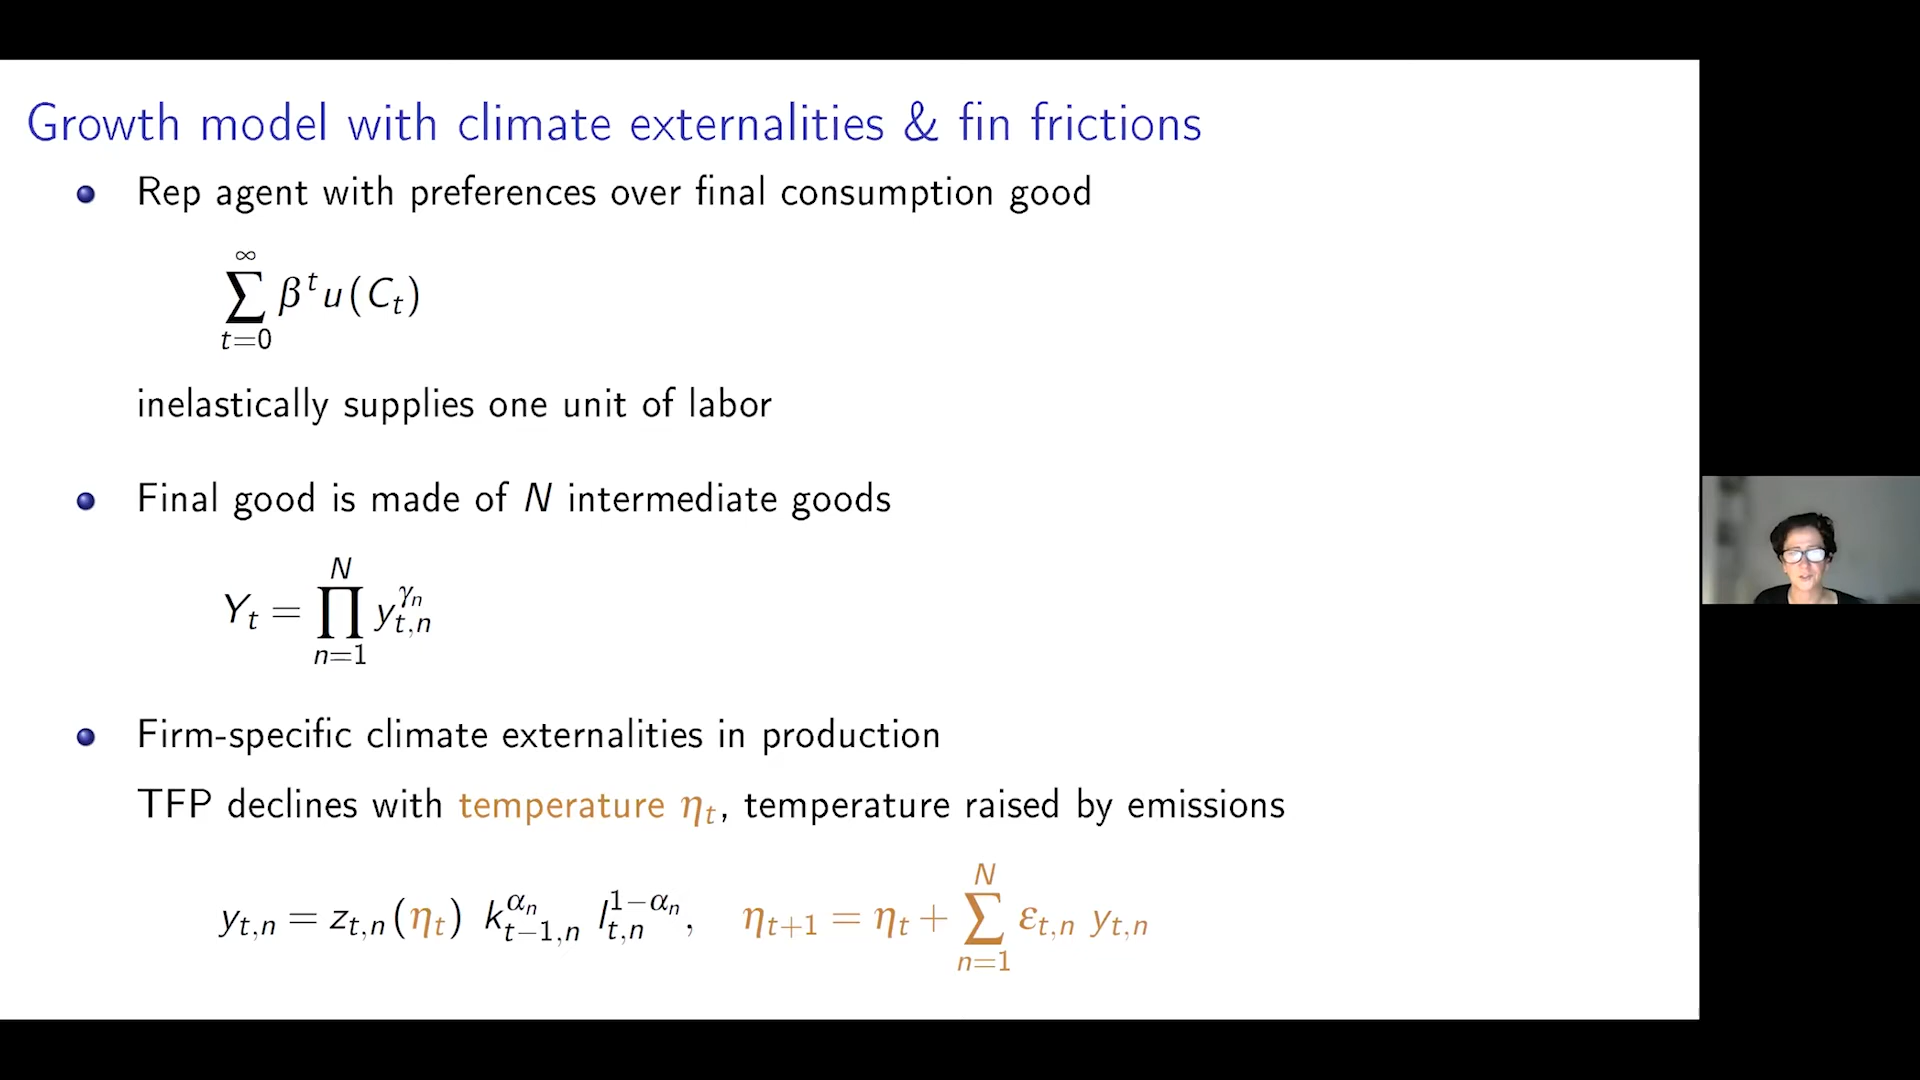 Growth model with climate externalities & fin frictions
Rep agent with preferences over final consumption good
∑_{t=0}^{∞} β^t u(C_t)
inelastically supplies one unit of labor
Final good is made of N intermediate goods
Y_t = ∏_{n=1}^{N} y_{t,n}^{γ_n}
Firm-specific climate externalities in production
TFP declines with temperature η_t, temperature raised by emissions
y_{t,n} = z_{t,n}(η_t) k_{t−1,n}^{α_n} l_{t,n}^{1−α_n}, η_{t+1} = η_t + ∑_{n=1}^{N} ε_{t,n} y_{t,n}